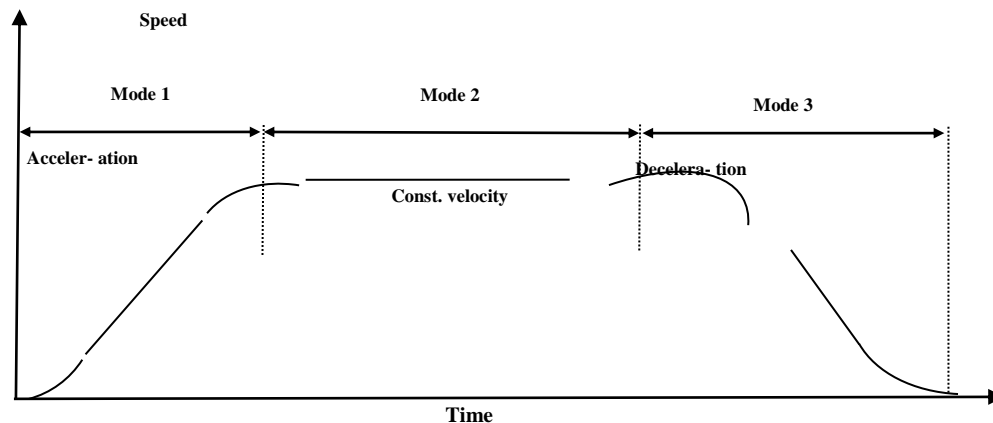 Speed
Mode 1
Mode 2
Mode 3
Acceler- ation
Decelera- tion
Const. velocity
Time